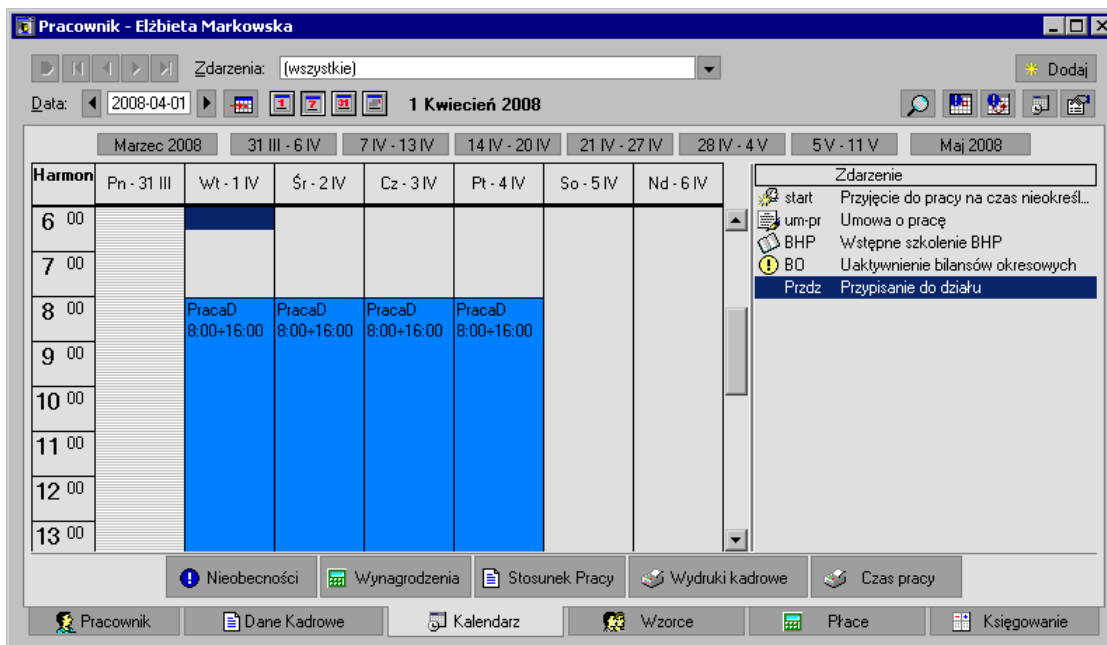 Pracownik - Elżbieta Markowska
Zdarzenia: (wszystkie) Dodaj
Data: 2008-04-01 1 7 31 1 Kwiecień 2008
Marzec 2008 31 III - 6 IV 7 IV - 13 IV 14 IV - 20 IV 21 IV - 27 IV 28 IV - 4 V 5 V - 11 V Maj 2008
Harmon Pn - 31 III Wt - 1 IV Śr - 2 IV Cz - 3 IV Pt - 4 IV So - 5 IV Nd - 6 IV
6 00
7 00
8 00 PracaD PracaD PracaD PracaD
8:00÷16:00 8:00÷16:00 8:00÷16:00 8:00÷16:00
9 00
10 00
11 00
12 00
13 00
Zdarzenie
start Przyjęcie do pracy na czas nieokreśl...
um-pr Umowa o pracę
BHP Wstępne szkolenie BHP
BO Uaktywnienie bilansów okresowych
Przdz Przypisanie do działu
Nieobecności Wynagrodzenia Stosunek Pracy Wydruki kadrowe Czas pracy
Pracownik Dane Kadrowe Kalendarz Wzorce Płace Księgowanie